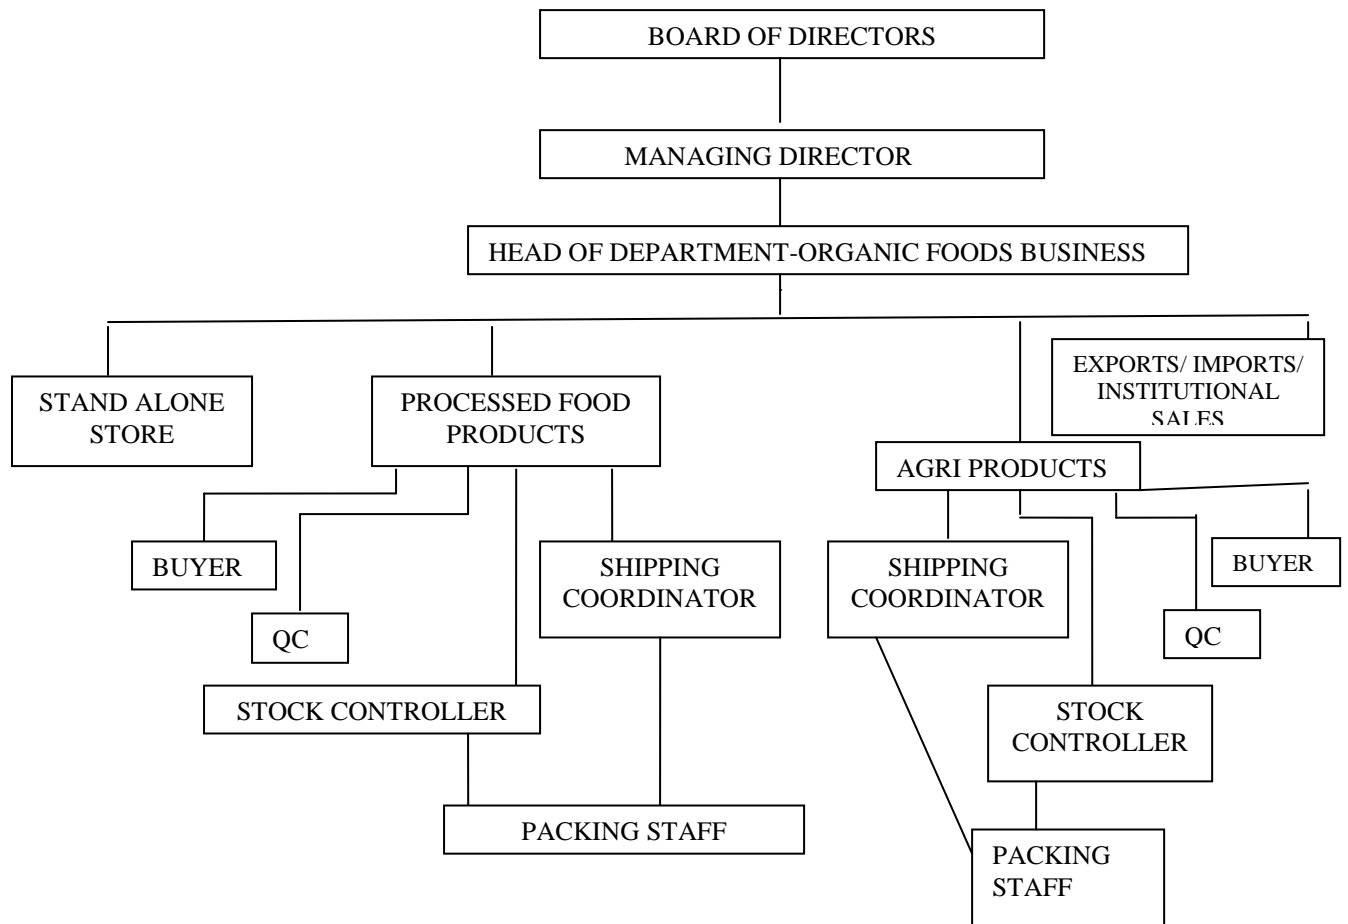 BOARD OF DIRECTORS
MANAGING DIRECTOR
HEAD OF DEPARTMENT-ORGANIC FOODS BUSINESS
STAND ALONE
STORE
PROCESSED FOOD
PRODUCTS
AGRI PRODUCTS
EXPORTS/ IMPORTS/
INSTITUTIONAL
SALES
BUYER
QC
STOCK CONTROLLER
SHIPPING
COORDINATOR
PACKING STAFF
SHIPPING
COORDINATOR
STOCK
CONTROLLER
QC
BUYER
PACKING
STAFF